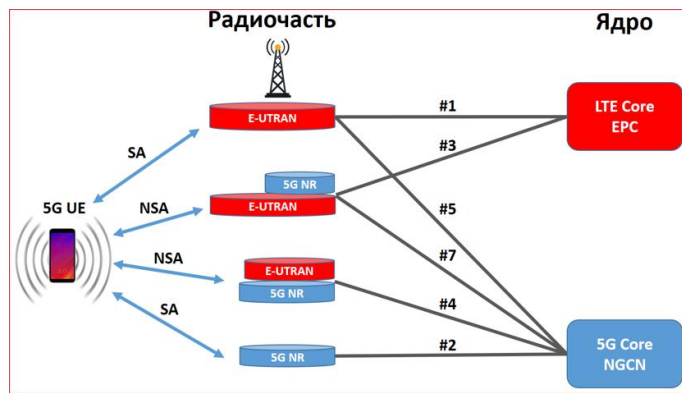 Радиочасть
Ядро
E-UTRAN
#1
LTE Core
EPC
SA
#3
5G NR
5G UE
NSA
E-UTRAN
#5
NSA
#7
E-UTRAN
5G NR
#4
SA
5G NR
#2
5G Core
NGCN